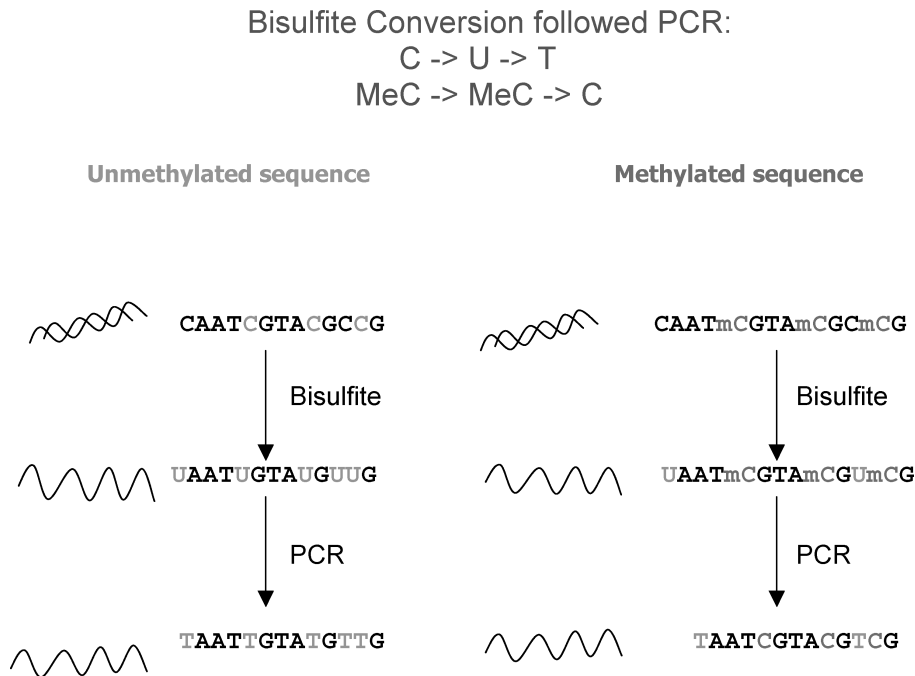 Bisulfite Conversion followed PCR:
C -> U -> T
MeC -> MeC -> C
Unmethylated sequence
Methylated sequence
CAATCGTACGCCG
CAATmCGTAmCGCmCG
Bisulfite
Bisulfite
UAATUGTAUGUUG
UAATmCGTAmCGUmCG
PCR
PCR
TAATTGTATGTTG
TAATCGTACGTCG